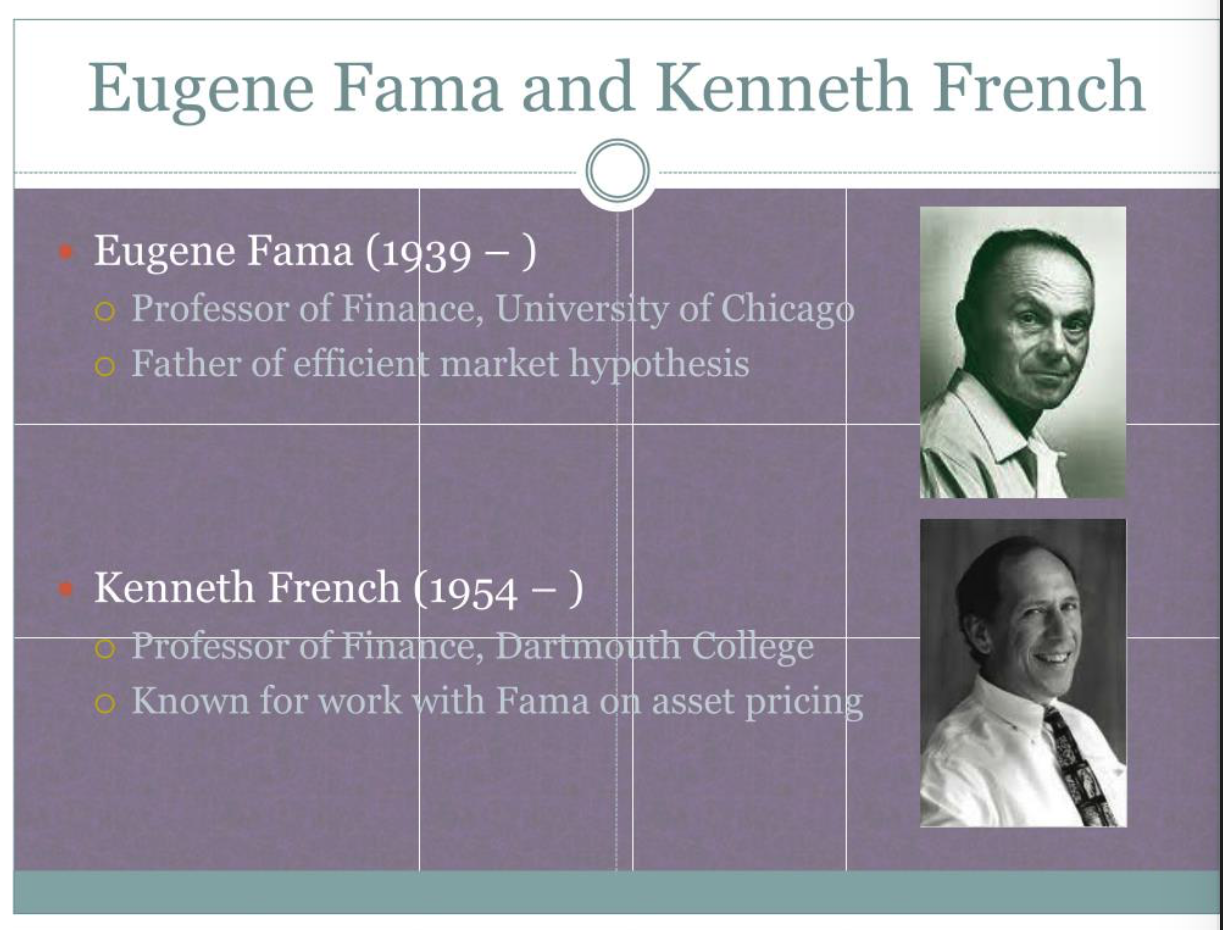 Eugene Fama and Kenneth French
• Eugene Fama (1939 – )
○ Professor of Finance, University of Chicago
○ Father of efficient market hypothesis
• Kenneth French (1954 – )
○ Professor of Finance, Dartmouth College
○ Known for work with Fama on asset pricing